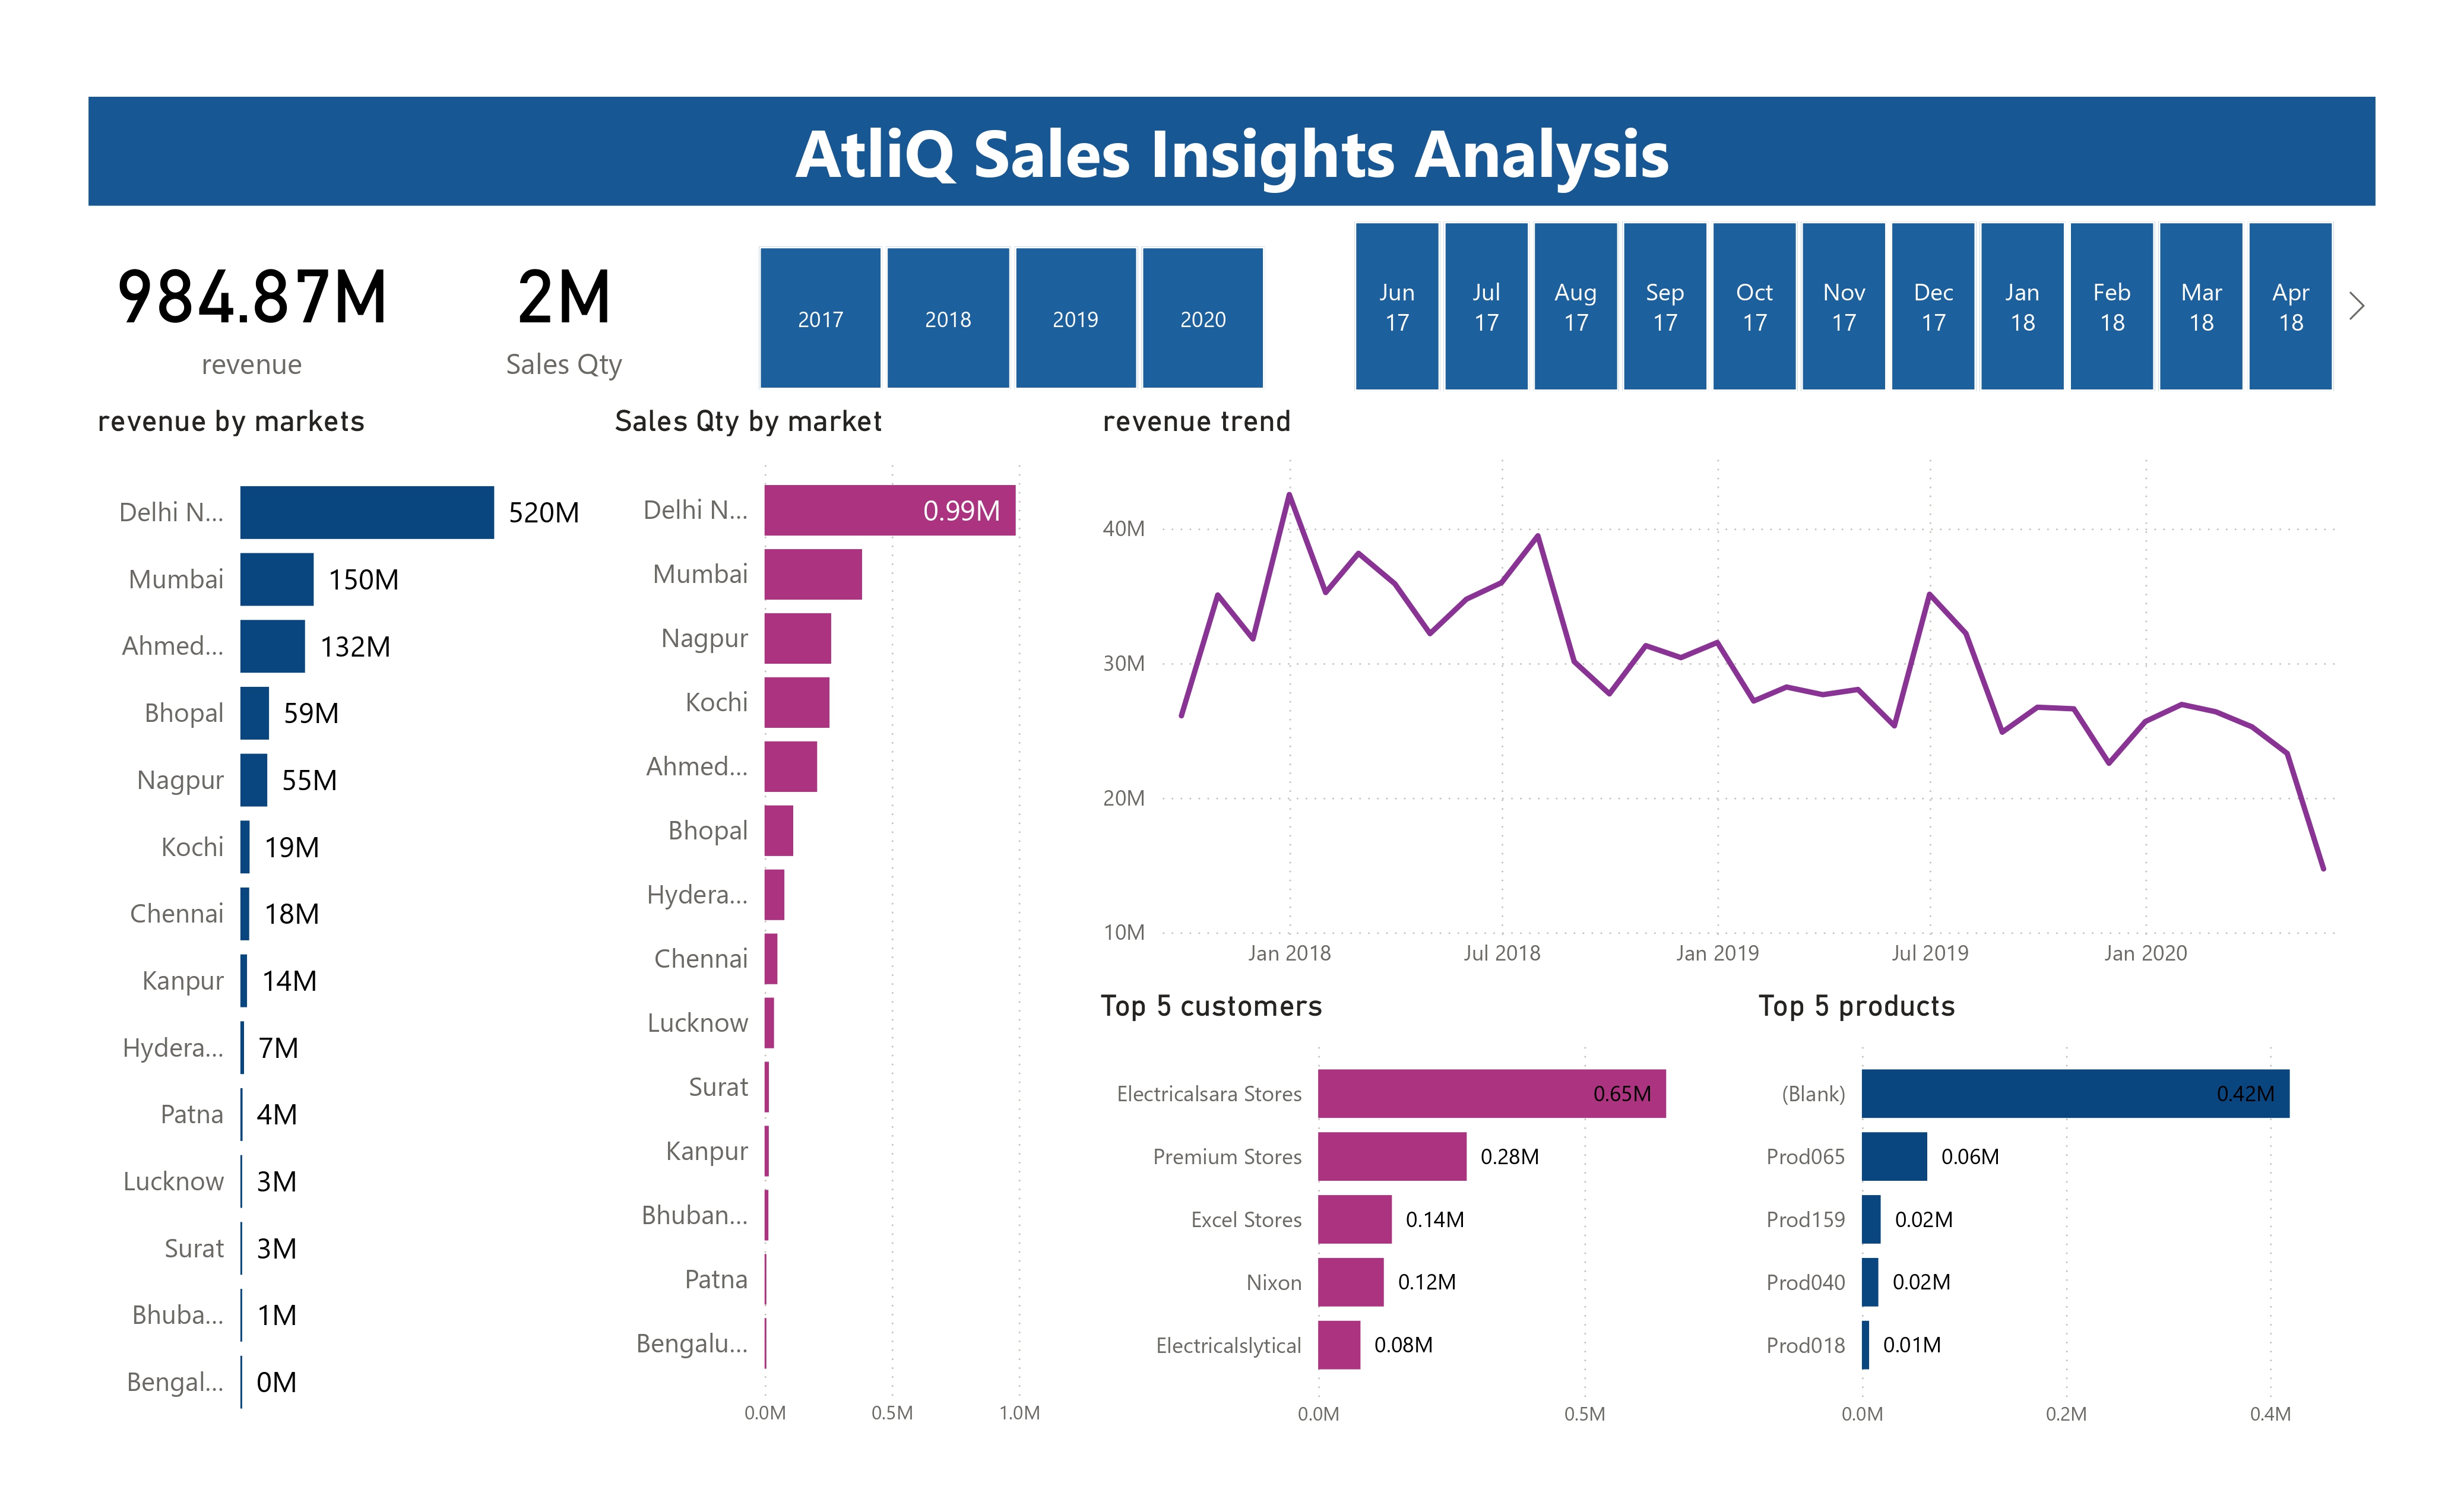 AtliQ Sales Insights Analysis
984.87M
revenue
2M
Sales Qty
2017
2018
2019
2020
Jun
17
Jul
17
Aug
17
Sep
17
Oct
17
Nov
17
Dec
17
Jan
18
Feb
18
Mar
18
Apr
18
revenue by markets
Delhi N... 520M
Mumbai 150M
Ahmed... 132M
Bhopal 59M
Nagpur 55M
Kochi 19M
Chennai 18M
Kanpur 14M
Hydera... 7M
Patna 4M
Lucknow 3M
Surat 3M
Bhuba... 1M
Bengal... 0M
Sales Qty by market
Delhi N... 0.99M
Mumbai
Nagpur
Kochi
Ahmed...
Bhopal
Hydera...
Chennai
Lucknow
Surat
Kanpur
Bhuban...
Patna
Bengalu...
0.0M 0.5M 1.0M
revenue trend
40M
30M
20M
10M
Jan 2018 Jul 2018 Jan 2019 Jul 2019 Jan 2020
Top 5 customers
Electricalsara Stores 0.65M
Premium Stores 0.28M
Excel Stores 0.14M
Nixon 0.12M
Electricalslytical 0.08M
0.0M 0.5M
Top 5 products
(Blank) 0.42M
Prod065 0.06M
Prod159 0.02M
Prod040 0.02M
Prod018 0.01M
0.0M 0.2M 0.4M